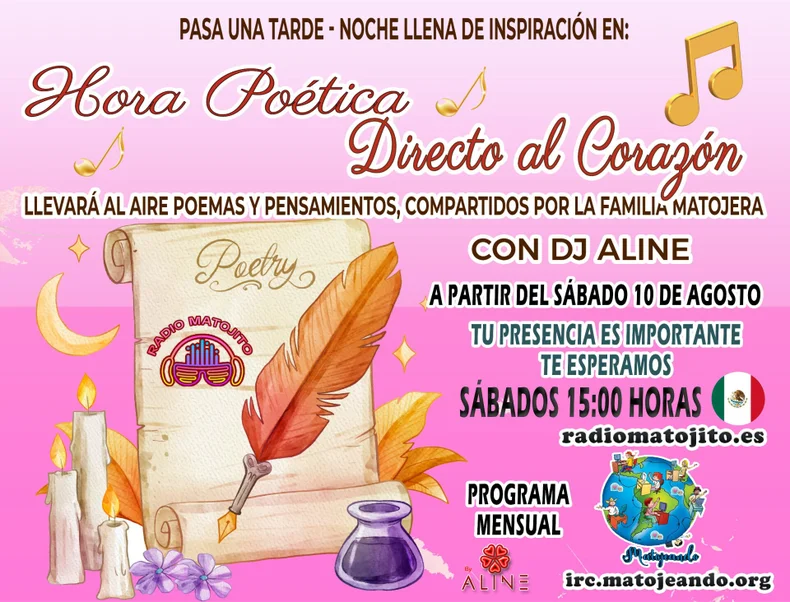 PASA UNA TARDE - NOCHE LLENA DE INSPIRACIÓN EN:
Hora Poética
Directo al Corazón
LLEVARÁ AL AIRE POEMAS Y PENSAMIENTOS, COMPARTIDOS POR LA FAMILIA MATOJERA
CON DJ ALINE
Poetry
A PARTIR DEL SÁBADO 10 DE AGOSTO
RADIO MATOJITO
TU PRESENCIA ES IMPORTANTE
TE ESPERAMOS
SÁBADOS 15:00 HORAS
radiomatojito.es
PROGRAMA
MENSUAL
Matojeando
By
ALINE
irc.matojeando.org